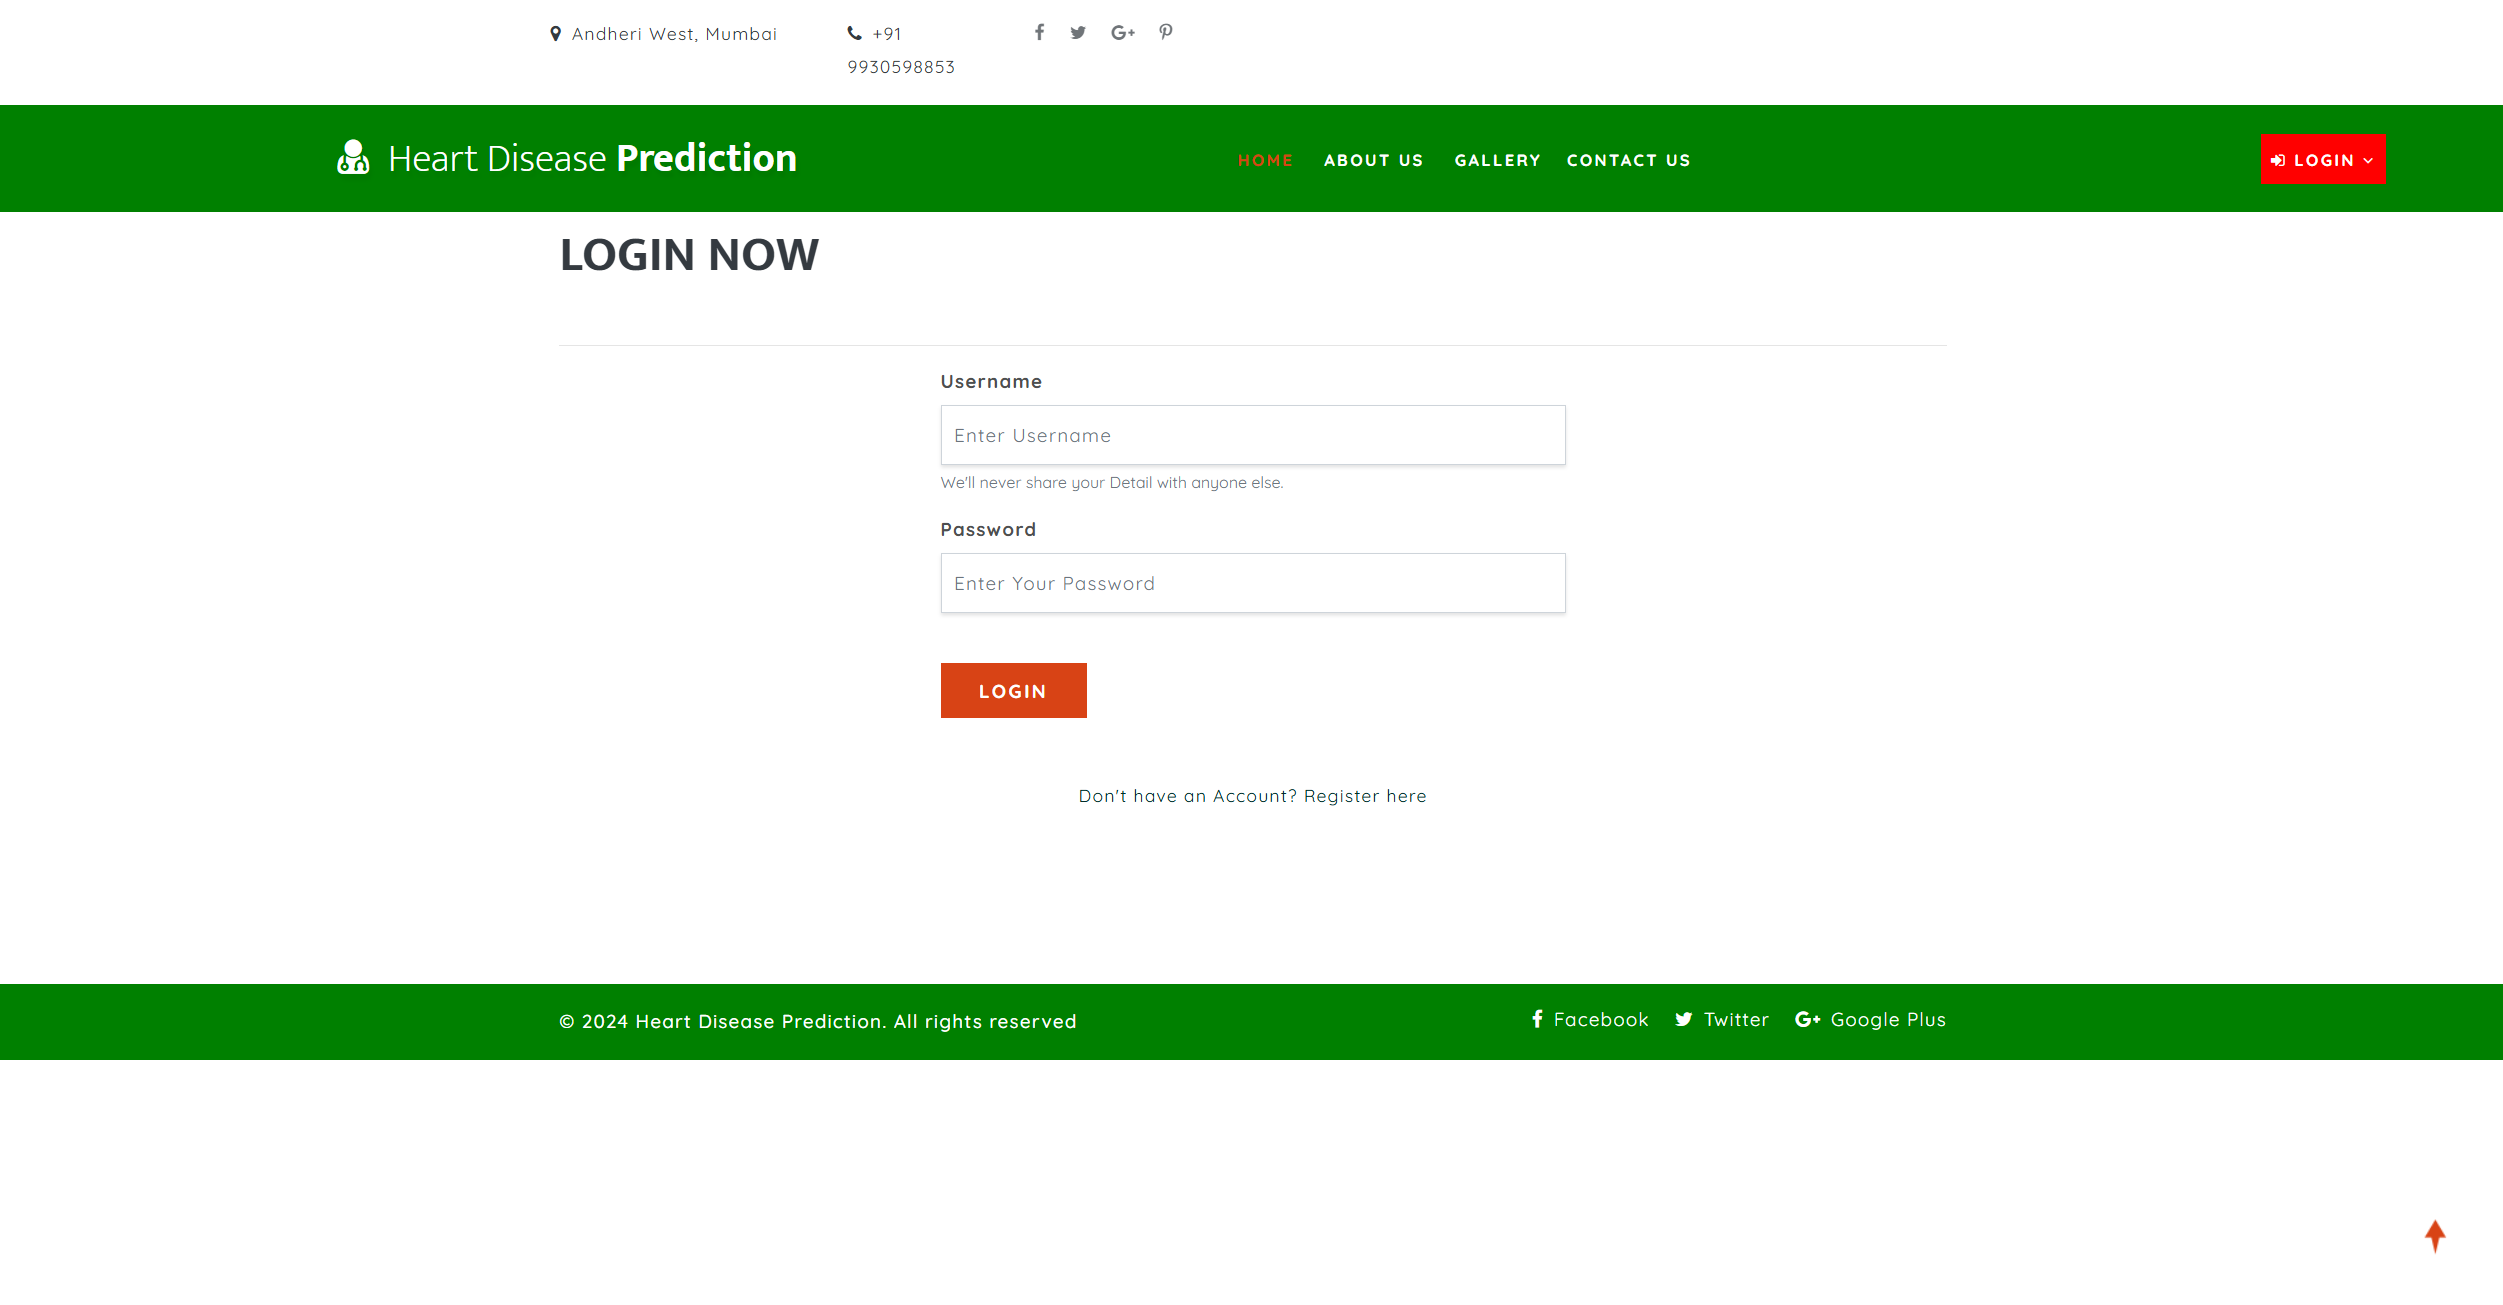 Andheri West, Mumbai
+91
9930598853
Heart Disease Prediction
HOME ABOUT US GALLERY CONTACT US
LOGIN
LOGIN NOW
Username
Enter Username
We'll never share your Detail with anyone else.
Password
Enter Your Password
LOGIN
Don't have an Account? Register here
© 2024 Heart Disease Prediction. All rights reserved
Facebook Twitter G+ Google Plus